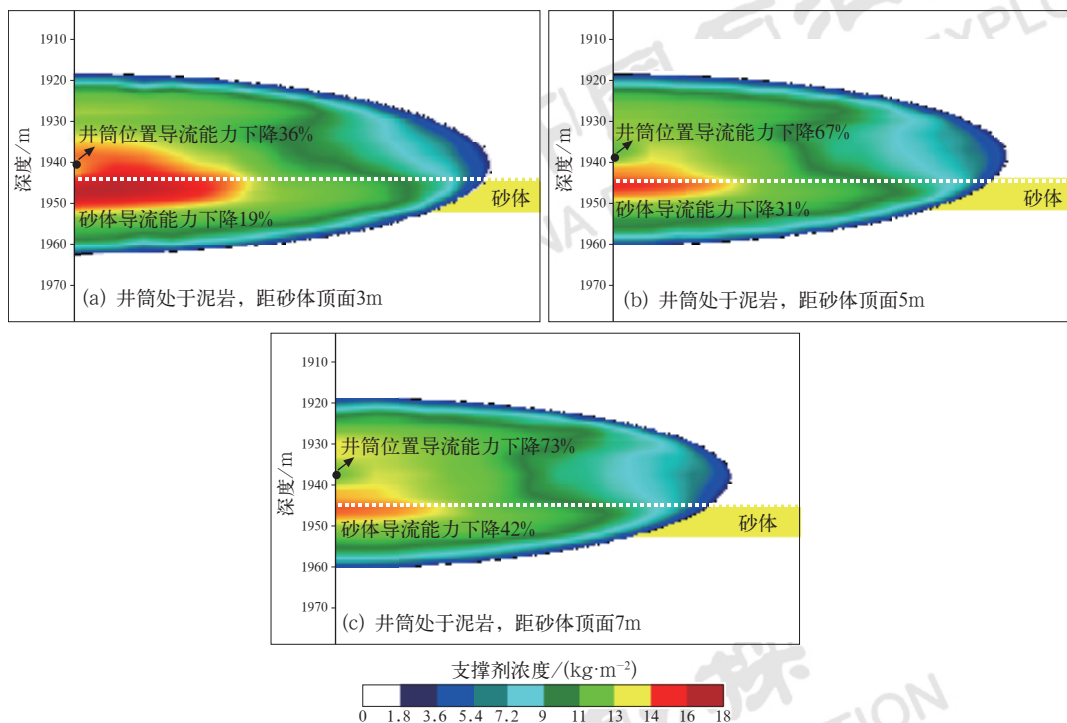 1910
1920
1930
1940
1950
1960
1970
深度/m
井筒位置导流能力下降36%
砂体导流能力下降19%
砂体
(a) 井筒处于泥岩，距砂体顶面3m
1910
1920
1930
1940
1950
1960
1970
深度/m
井筒位置导流能力下降67%
砂体导流能力下降31%
砂体
(b) 井筒处于泥岩，距砂体顶面5m
1910
1920
1930
1940
1950
1960
1970
深度/m
井筒位置导流能力下降73%
砂体导流能力下降42%
砂体
(c) 井筒处于泥岩，距砂体顶面7m
支撑剂浓度/(kg·m⁻²)
0 1.8 3.6 5.4 7.2 9 11 13 14 16 18